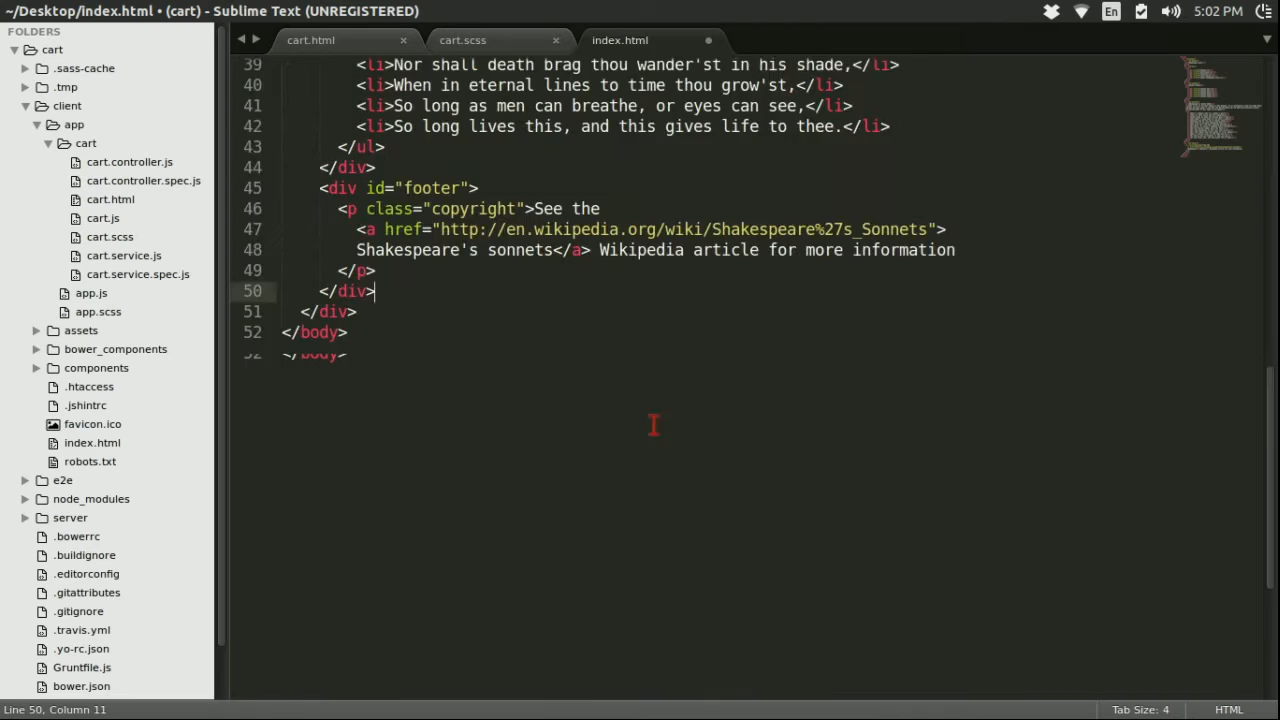 ~/Desktop/index.html • (cart) - Sublime Text (UNREGISTERED)
En
5:02 PM
FOLDERS
cart
.sass-cache
.tmp
client
app
cart
cart.controller.js
cart.controller.spec.js
cart.html
cart.js
cart.scss
cart.service.js
cart.service.spec.js
app.js
app.scss
assets
bower_components
components
.htaccess
.jshintrc
favicon.ico
index.html
robots.txt
e2e
node_modules
server
.bowerrc
.buildignore
.editorconfig
.gitattributes
.gitignore
.travis.yml
.yo-rc.json
Gruntfile.js
bower.json
cart.html
cart.scss
index.html
39 <li>Nor shall death brag thou wander'st in his shade,</li>
40 <li>When in eternal lines to time thou grow'st,</li>
41 <li>So long as men can breathe, or eyes can see,</li>
42 <li>So long lives this, and this gives life to thee.</li>
43 </ul>
44 </div>
45 <div id="footer">
46 <p class="copyright">See the
47 <a href="http://en.wikipedia.org/wiki/Shakespeare%27s_Sonnets">
48 Shakespeare's sonnets</a> Wikipedia article for more information
49 </p>
50 </div>
51 </div>
52 </body>
52 </body>
Line 50, Column 11
Tab Size: 4
HTML